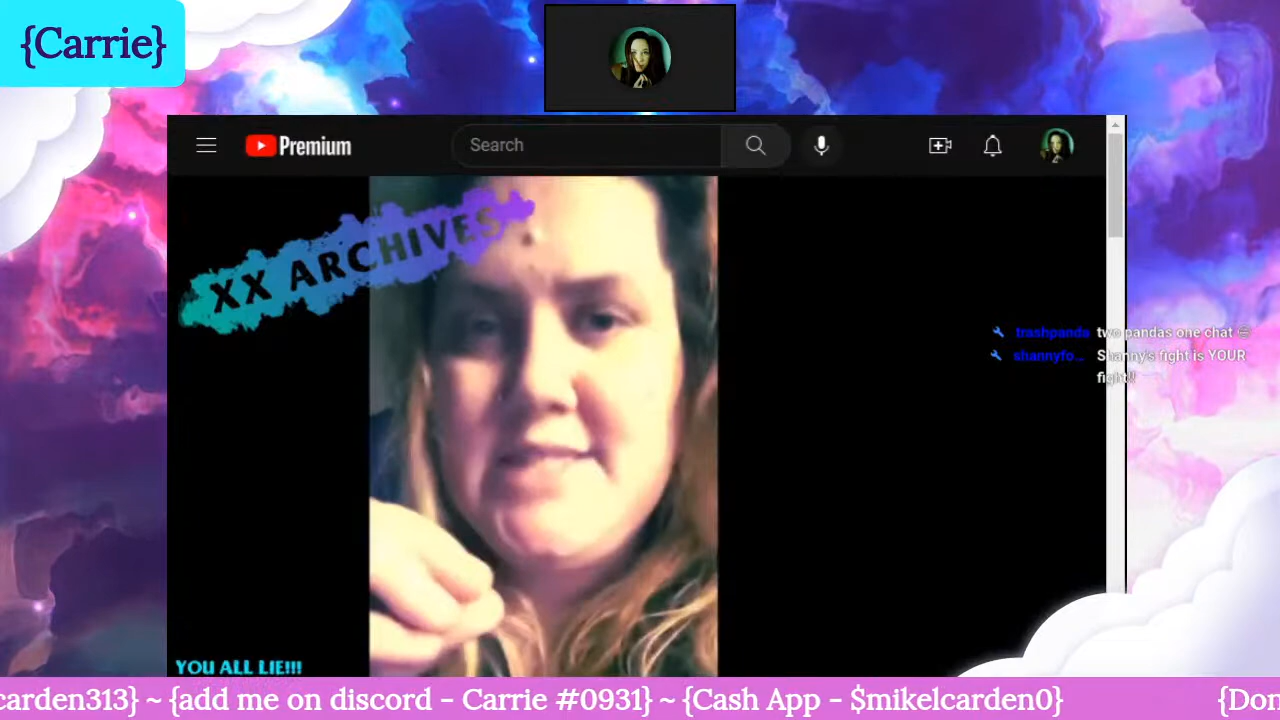 {Carrie}
Premium
Search
XX ARCHIVES
trashpanda two pandas one chat
shannyfo... Shanny's fight is YOUR
fight!!
YOU ALL LIE!!!
carden313} ~ {add me on discord - Carrie #0931} ~ {Cash App - $mikelcarden0} {Don